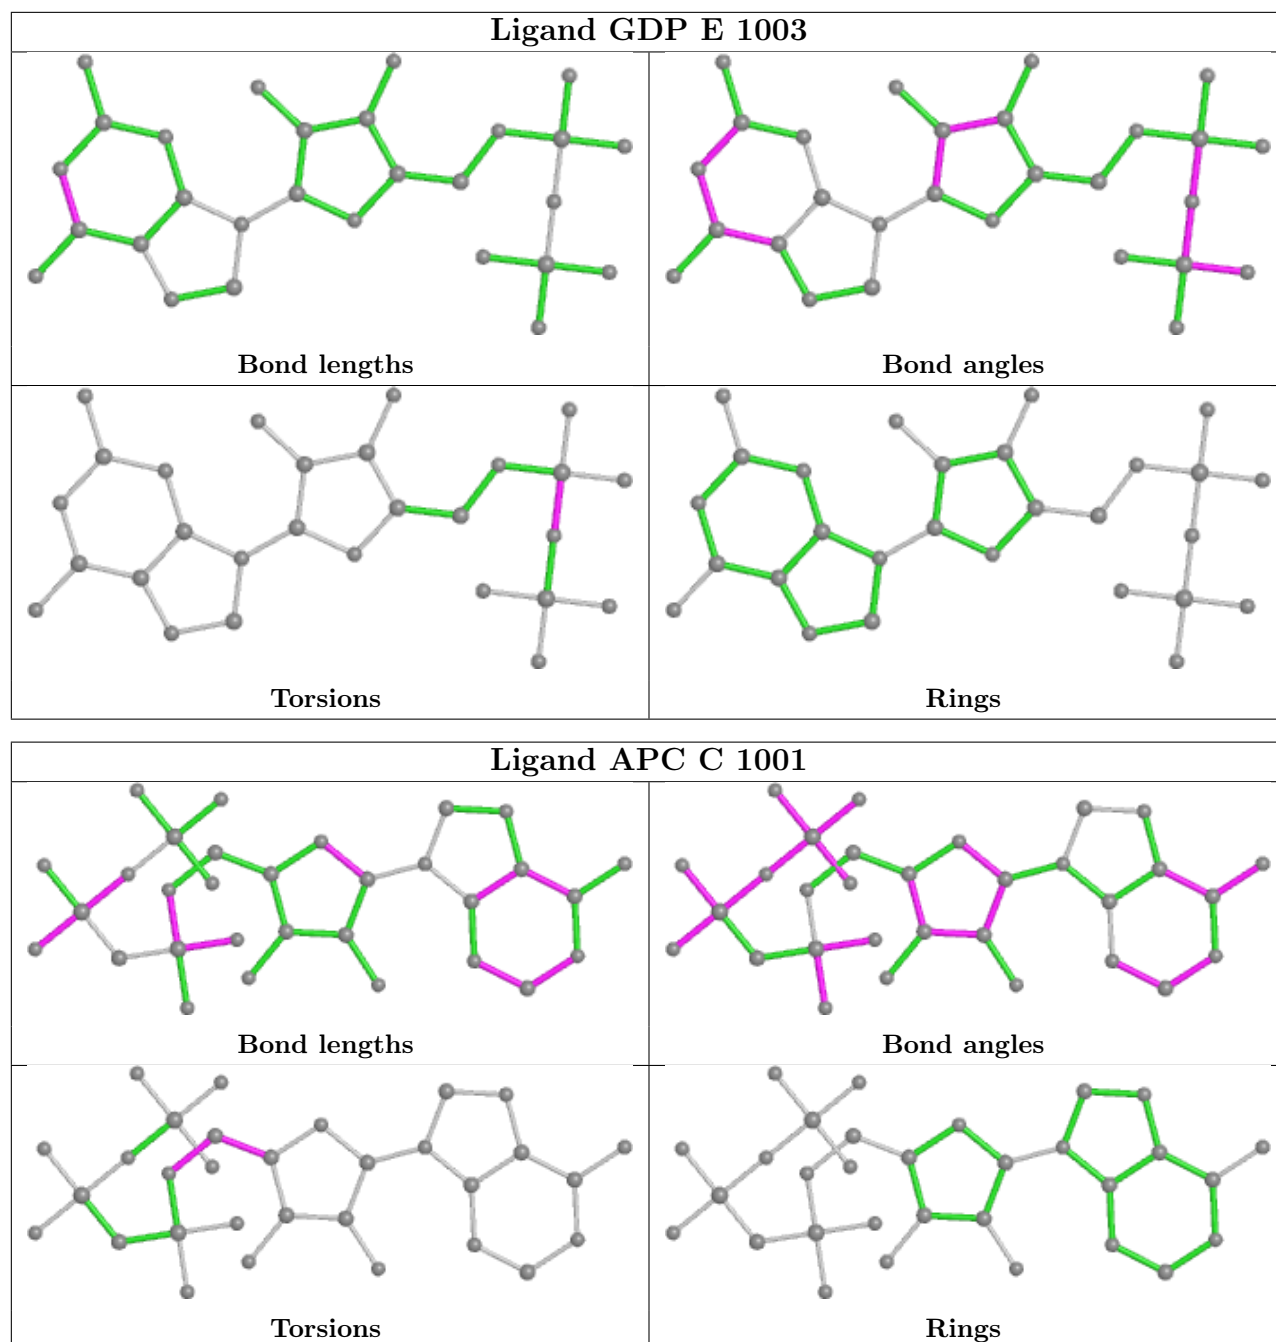 Ligand GDP E 1003
Bond lengths
Bond angles
Torsions
Rings
Ligand APC C 1001
Bond lengths
Bond angles
Torsions
Rings